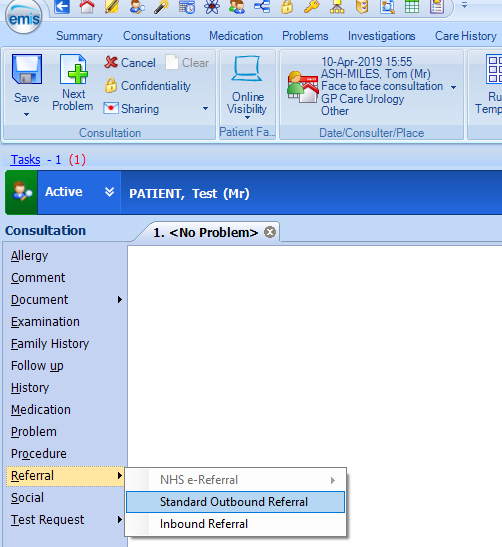 emis
Summary Consultations Medication Problems Investigations Care History
Save
Next Problem
Cancel Clear
Confidentiality
Sharing
Consultation
Online Visibility
Patient Fa...
10-Apr-2019 15:55
ASH-MILES, Tom (Mr)
Face to face consultation
GP Care Urology
Other
Date/Consulter/Place
Ru
Temp
Tasks - 1 (1)
Active PATIENT, Test (Mr)
Consultation 1. <No Problem>
Allergy
Comment
Document
Examination
Family History
Follow up
History
Medication
Problem
Procedure
Referral
Social
Test Request
NHS e-Referral
Standard Outbound Referral
Inbound Referral